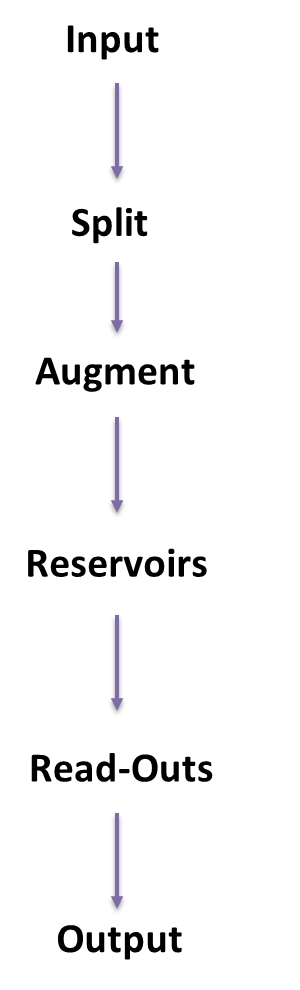 Input
Split
Augment
Reservoirs
Read-Outs
Output